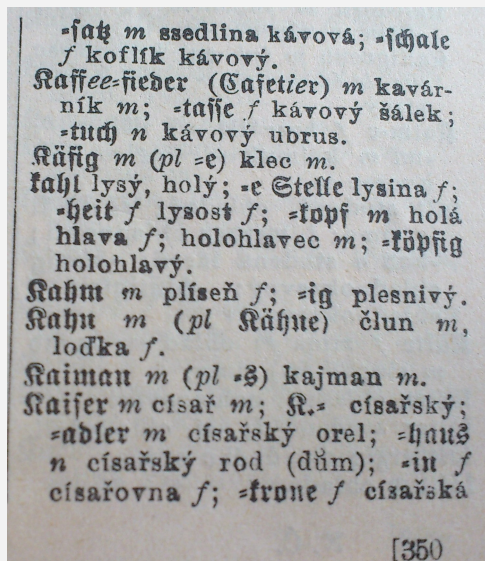 =satz m ssedlina kávová; =schale
f koflík kávový.
Kaffee=sieder (Cafetier) m kavár-
ník m; =tasse f kávový šálek;
=tuch n kávový ubrus.
Käfig m (pl =e) klec m.
kahl lysý, holý; =e Stelle lysina f;
=heit f lysost f; =kopf m holá
hlava f; holohlavec m; =köpfig
holohlavý.
Kahm m plíseň f; =ig plesnivý.
Kahn m (pl Kähne) člun m,
loďka f.
Kaiman m (pl =s) kajman m.
Kaiser m císař m; K.= císařský;
=adler m císařský orel; =haus
n císařský rod (dům); =in f
císařovna f; =krone f císařská
[350